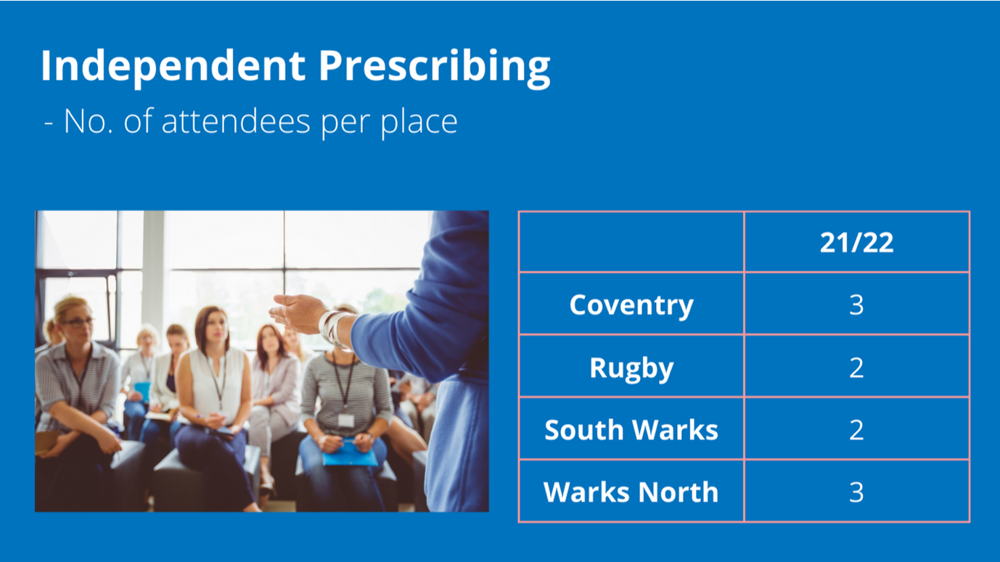 Independent Prescribing
- No. of attendees per place
21/22
Coventry 3
Rugby 2
South Warks 2
Warks North 3